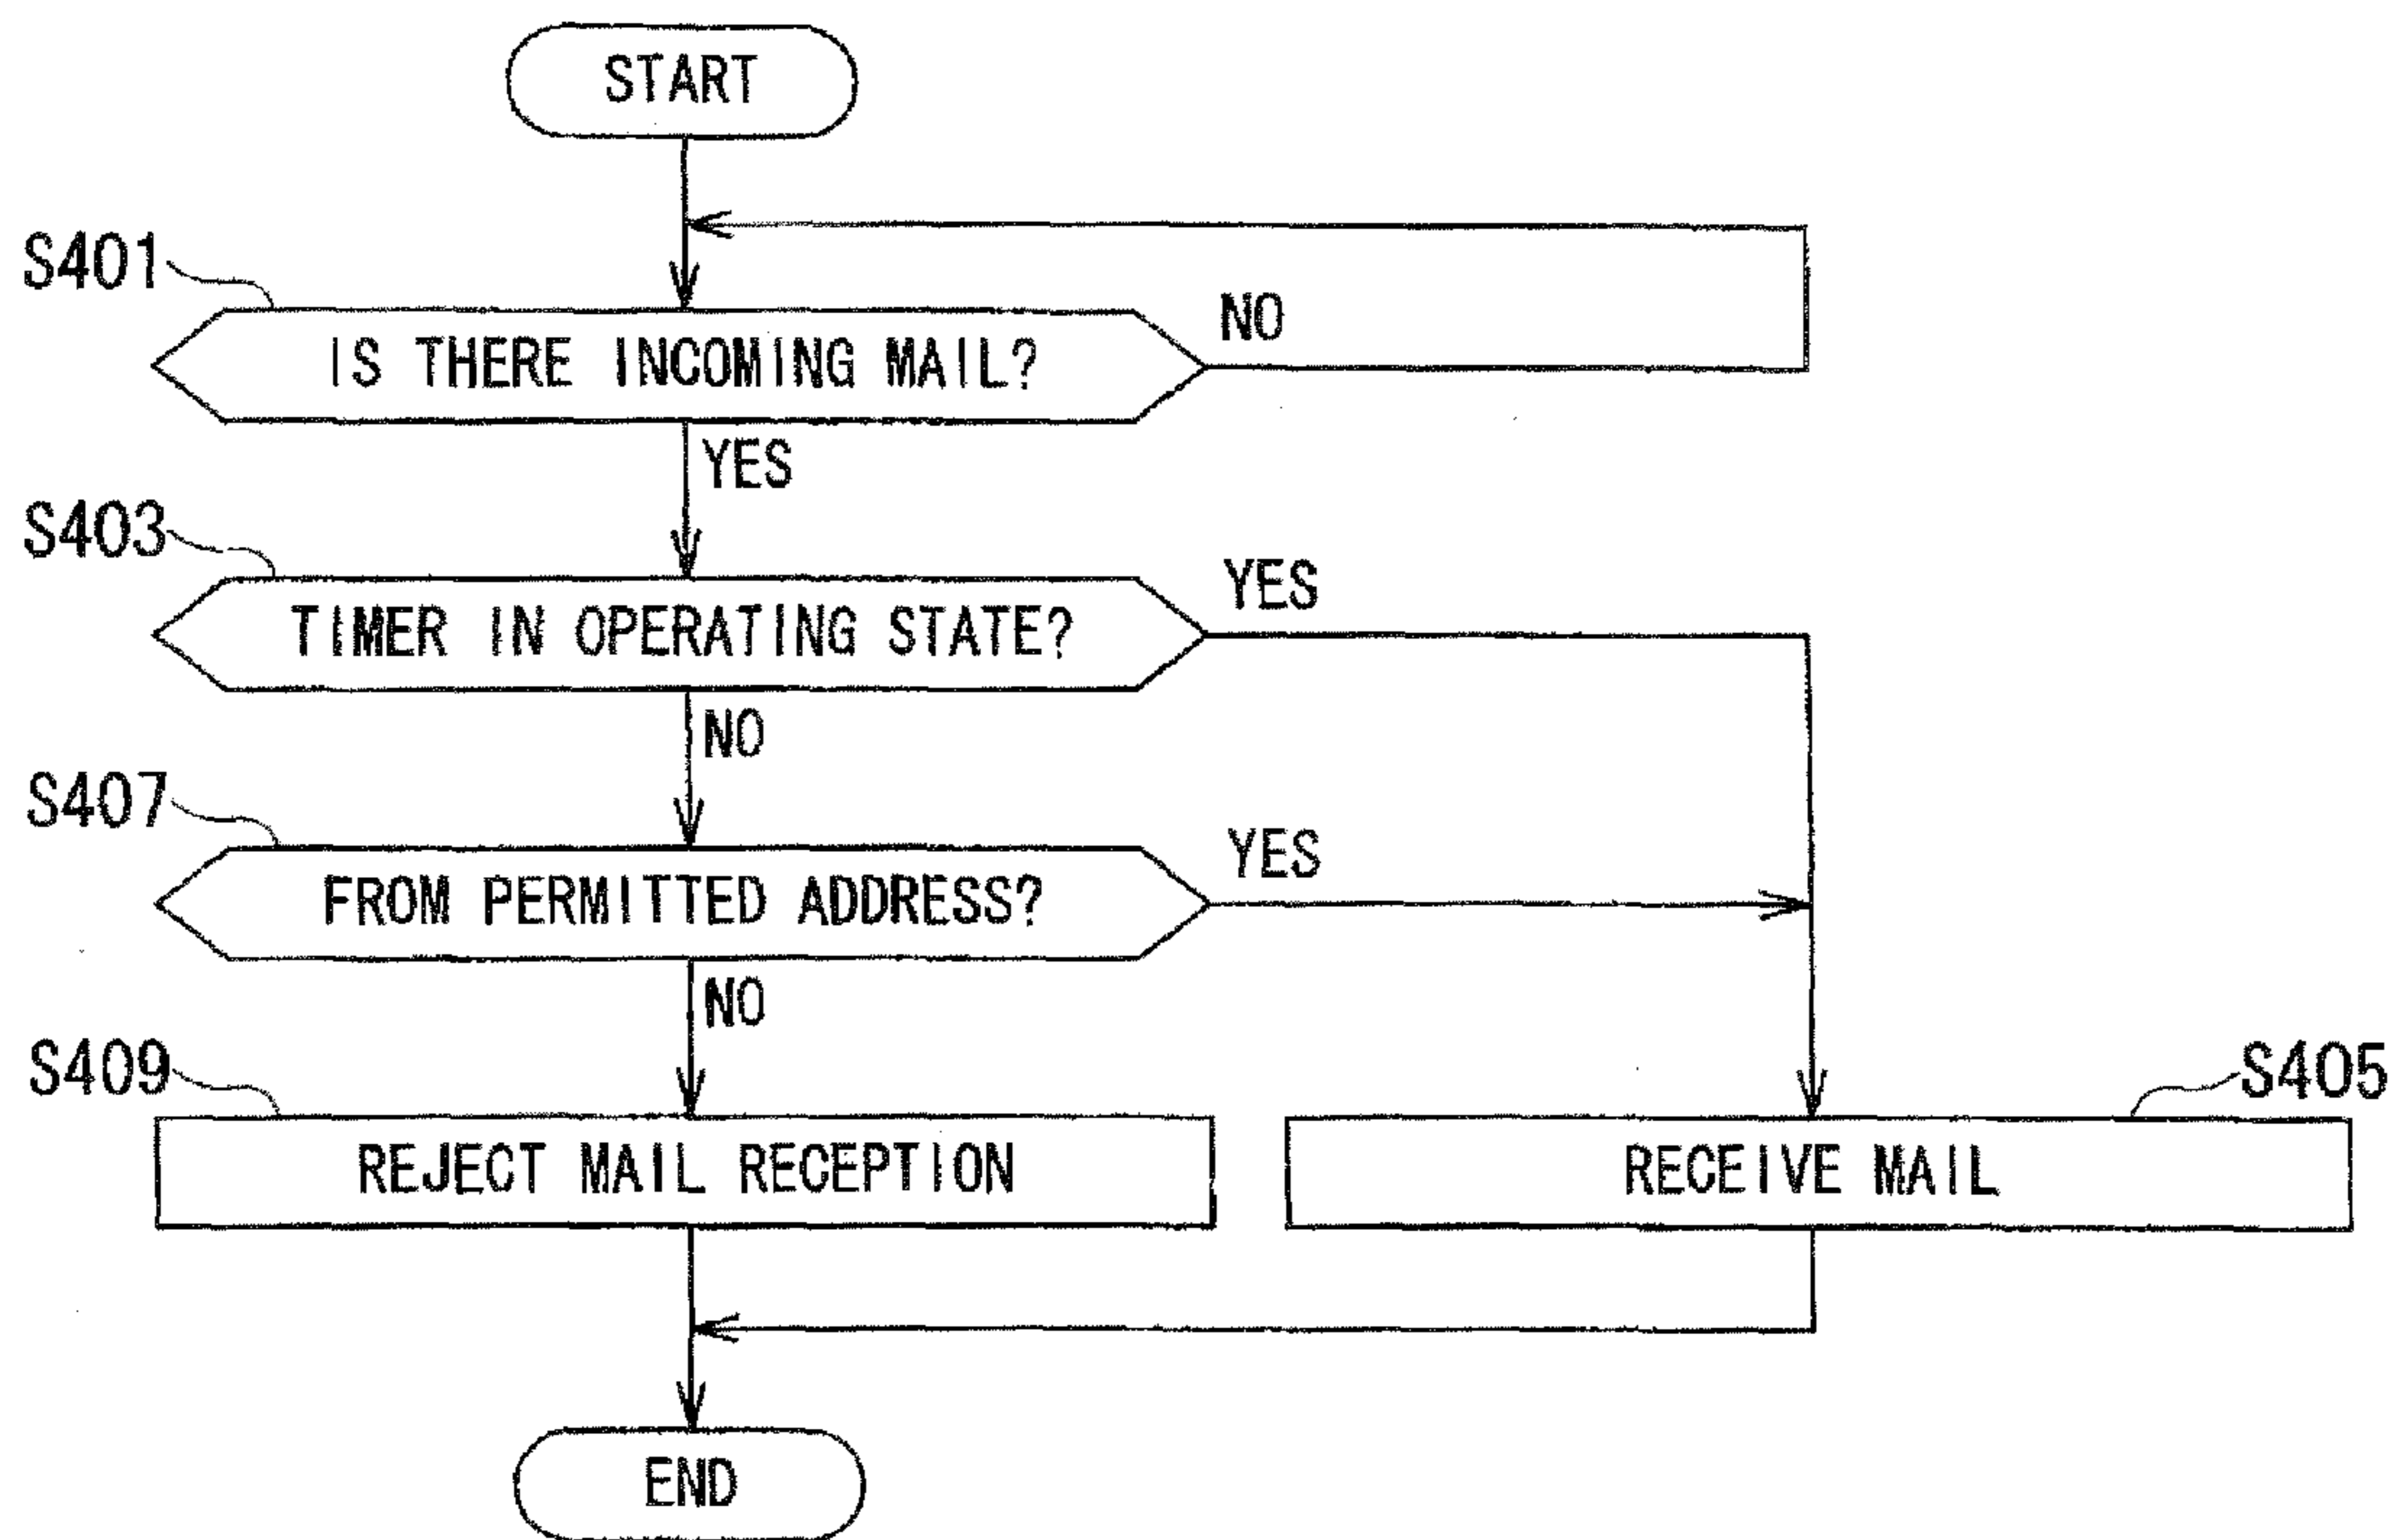 START
S401
IS THERE INCOMING MAIL?
NO
YES
S403
TIMER IN OPERATING STATE?
YES
NO
S407
FROM PERMITTED ADDRESS?
YES
NO
S409
REJECT MAIL RECEPTION
S405
RECEIVE MAIL
END